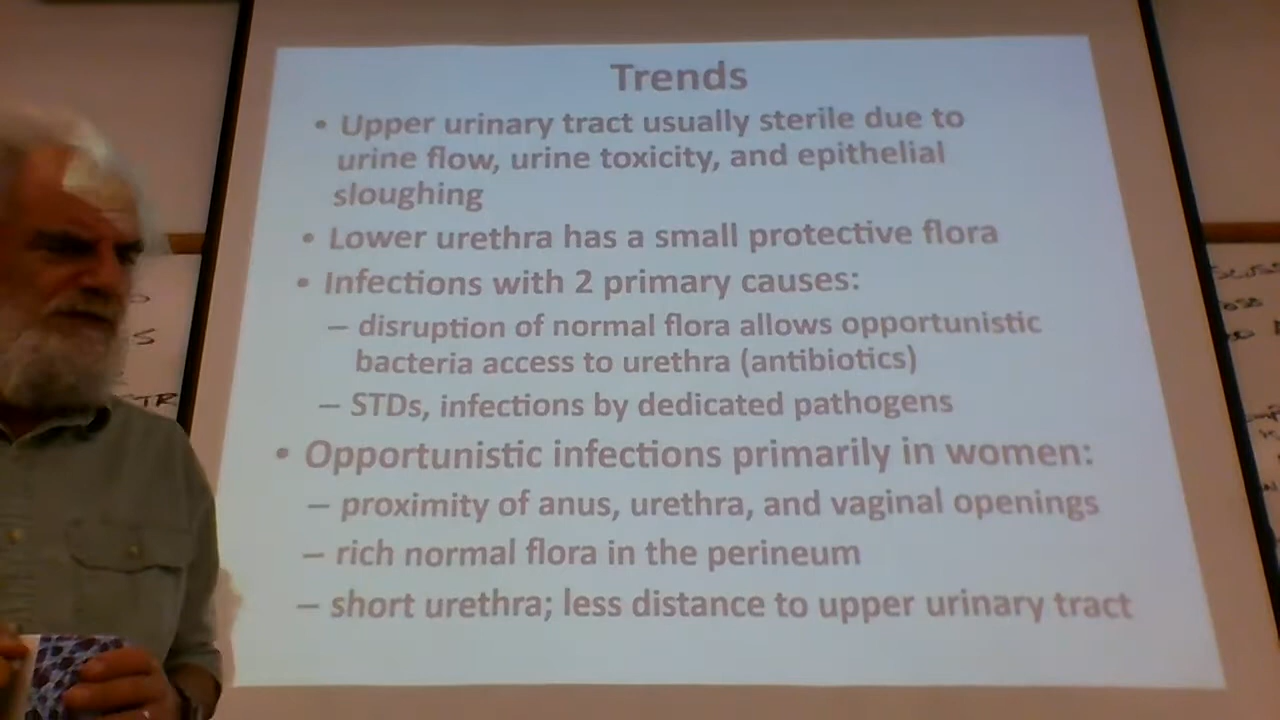 Trends
• Upper urinary tract usually sterile due to
urine flow, urine toxicity, and epithelial
sloughing
• Lower urethra has a small protective flora
• Infections with 2 primary causes:
– disruption of normal flora allows opportunistic
bacteria access to urethra (antibiotics)
– STDs, infections by dedicated pathogens
• Opportunistic infections primarily in women:
– proximity of anus, urethra, and vaginal openings
– rich normal flora in the perineum
– short urethra; less distance to upper urinary tract